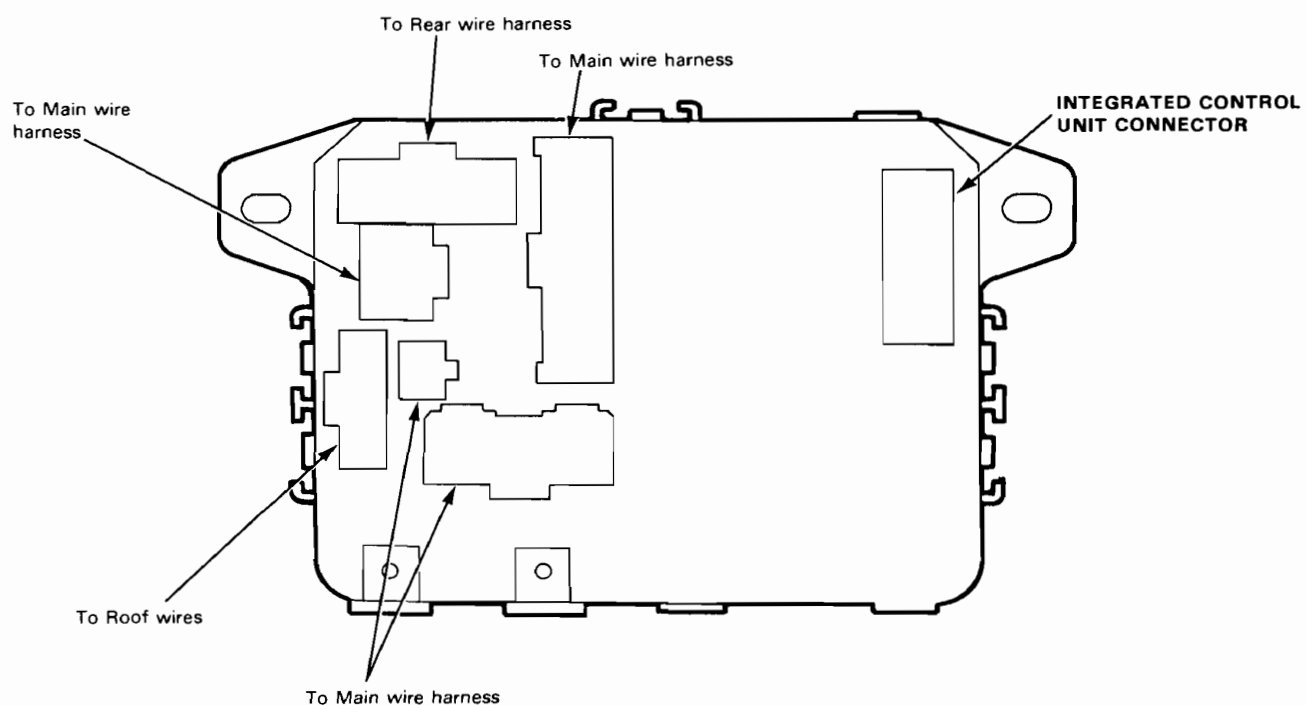 To Rear wire harness
To Main wire harness
To Main wire
harness
INTEGRATED CONTROL
UNIT CONNECTOR
To Roof wires
To Main wire harness